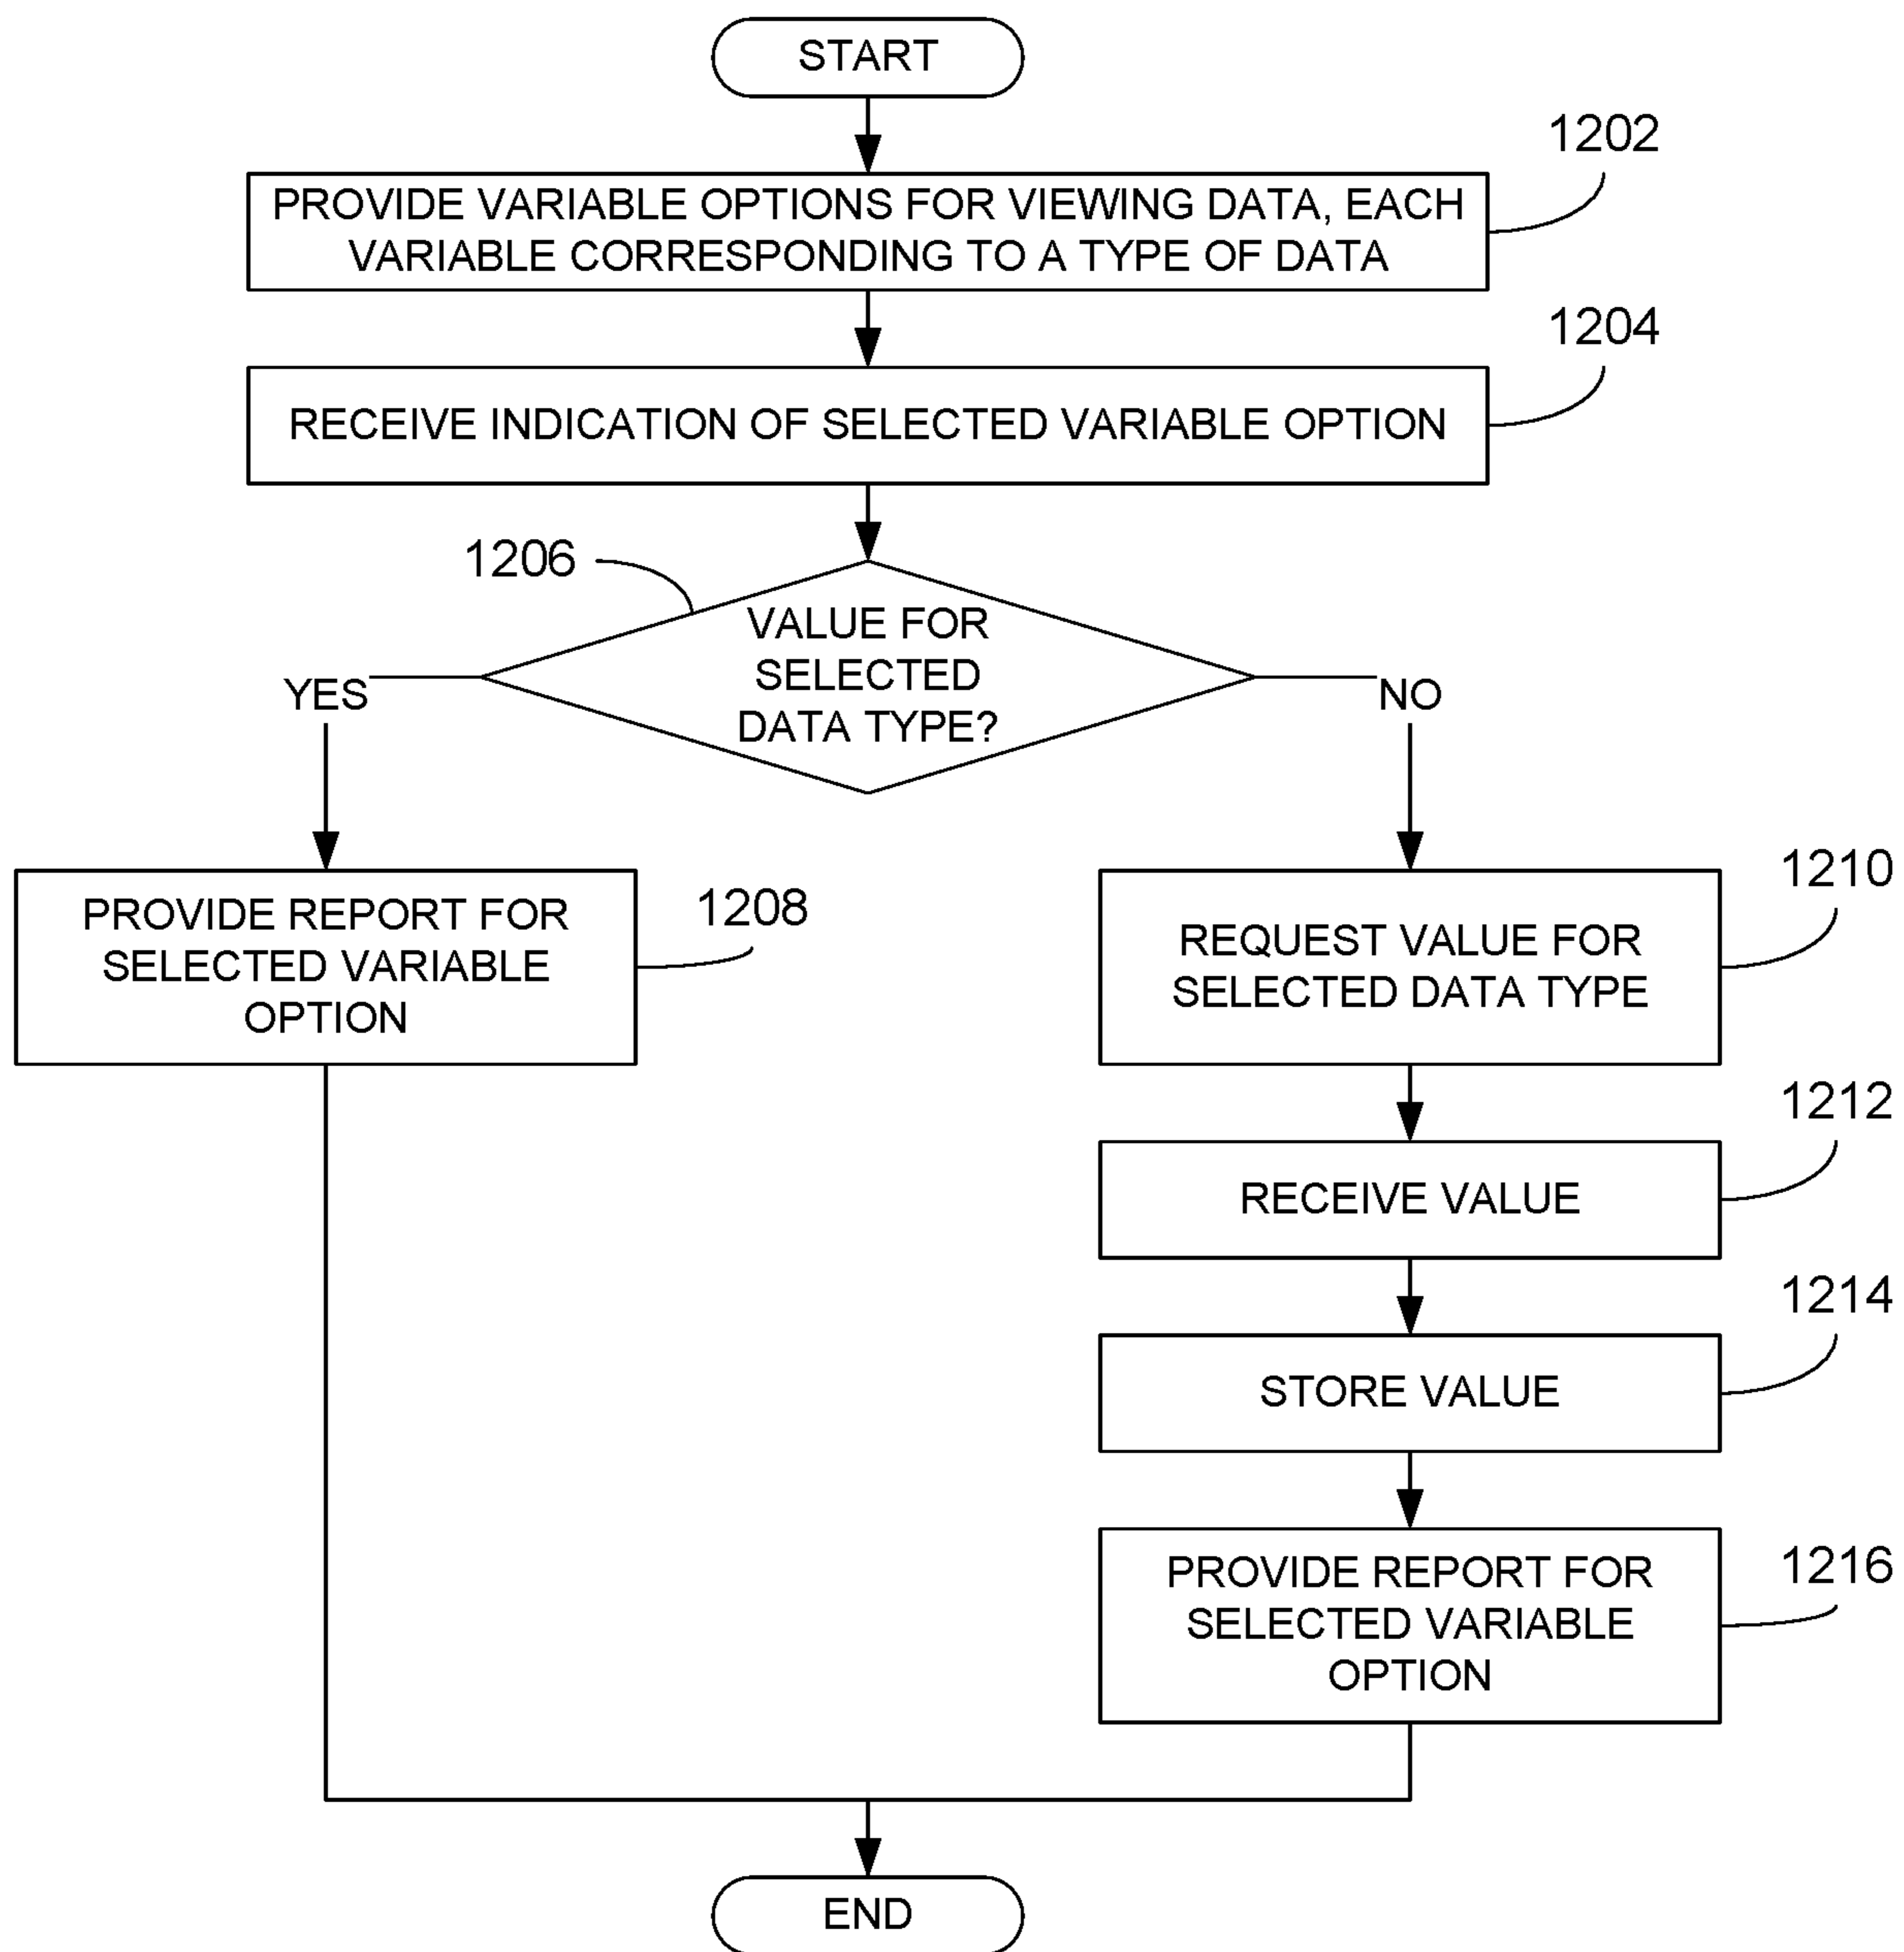 START
1202
PROVIDE VARIABLE OPTIONS FOR VIEWING DATA, EACH
VARIABLE CORRESPONDING TO A TYPE OF DATA
1204
RECEIVE INDICATION OF SELECTED VARIABLE OPTION
1206
VALUE FOR
SELECTED
DATA TYPE?
YES
NO
PROVIDE REPORT FOR
SELECTED VARIABLE
OPTION
1208
1210
REQUEST VALUE FOR
SELECTED DATA TYPE
1212
RECEIVE VALUE
1214
STORE VALUE
1216
PROVIDE REPORT FOR
SELECTED VARIABLE
OPTION
END